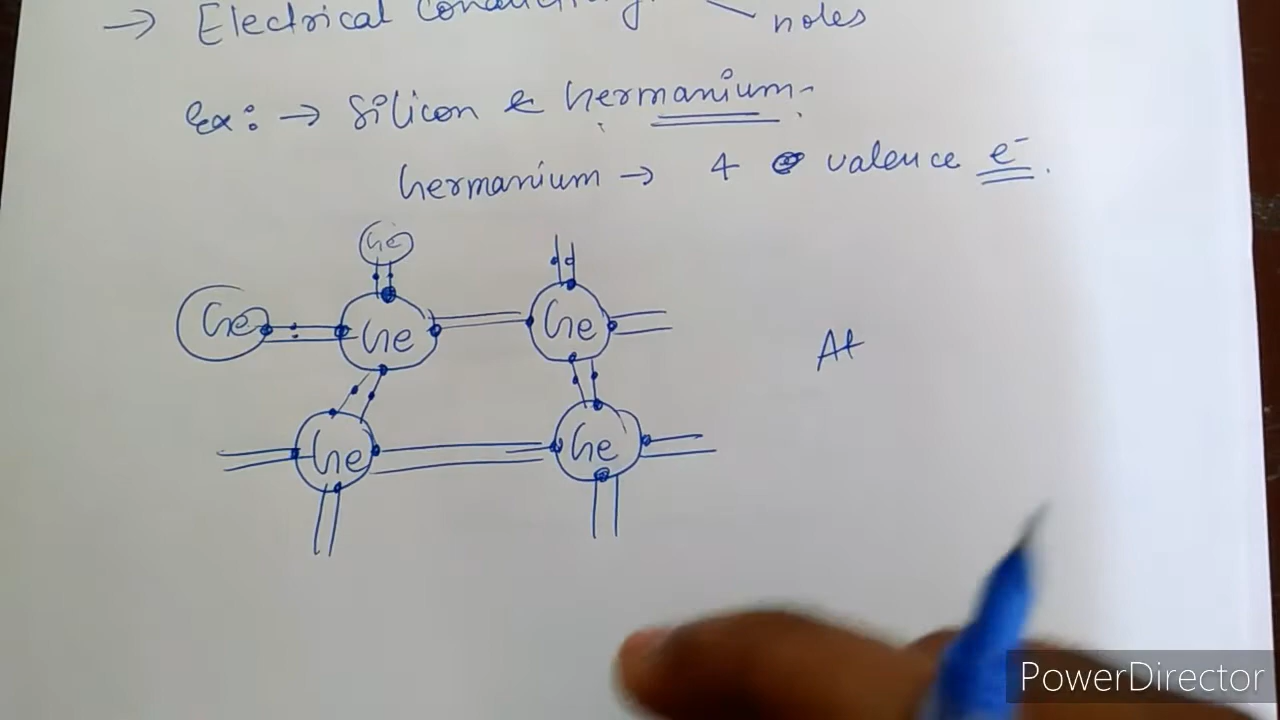 → Electrical
holes
Ex: → Silicon & Germanium.
Germanium → 4 valence e⁻.
Ge
Ge Ge Ge
Ge Ge
At
PowerDirector